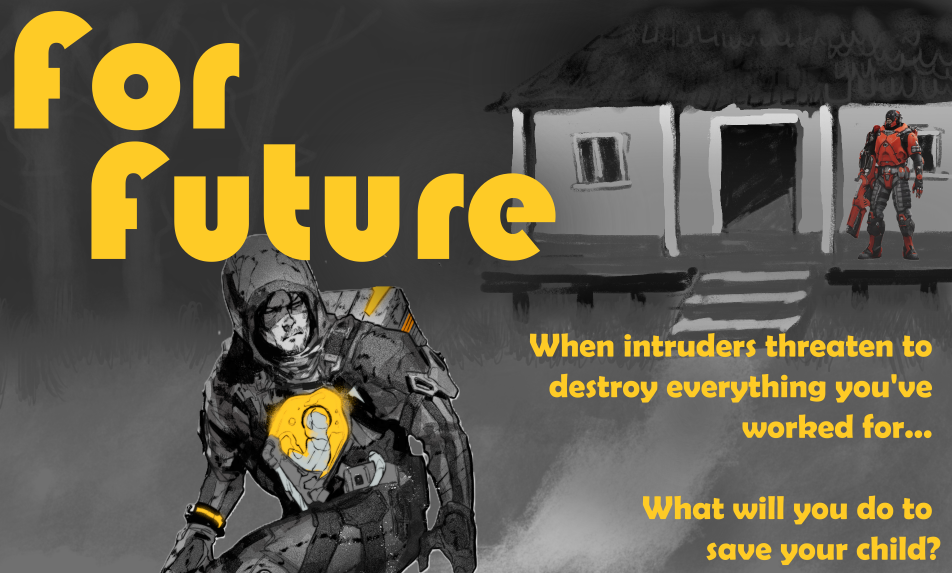 For
Future
When intruders threaten to
destroy everything you've
worked for...
What will you do to
save your child?